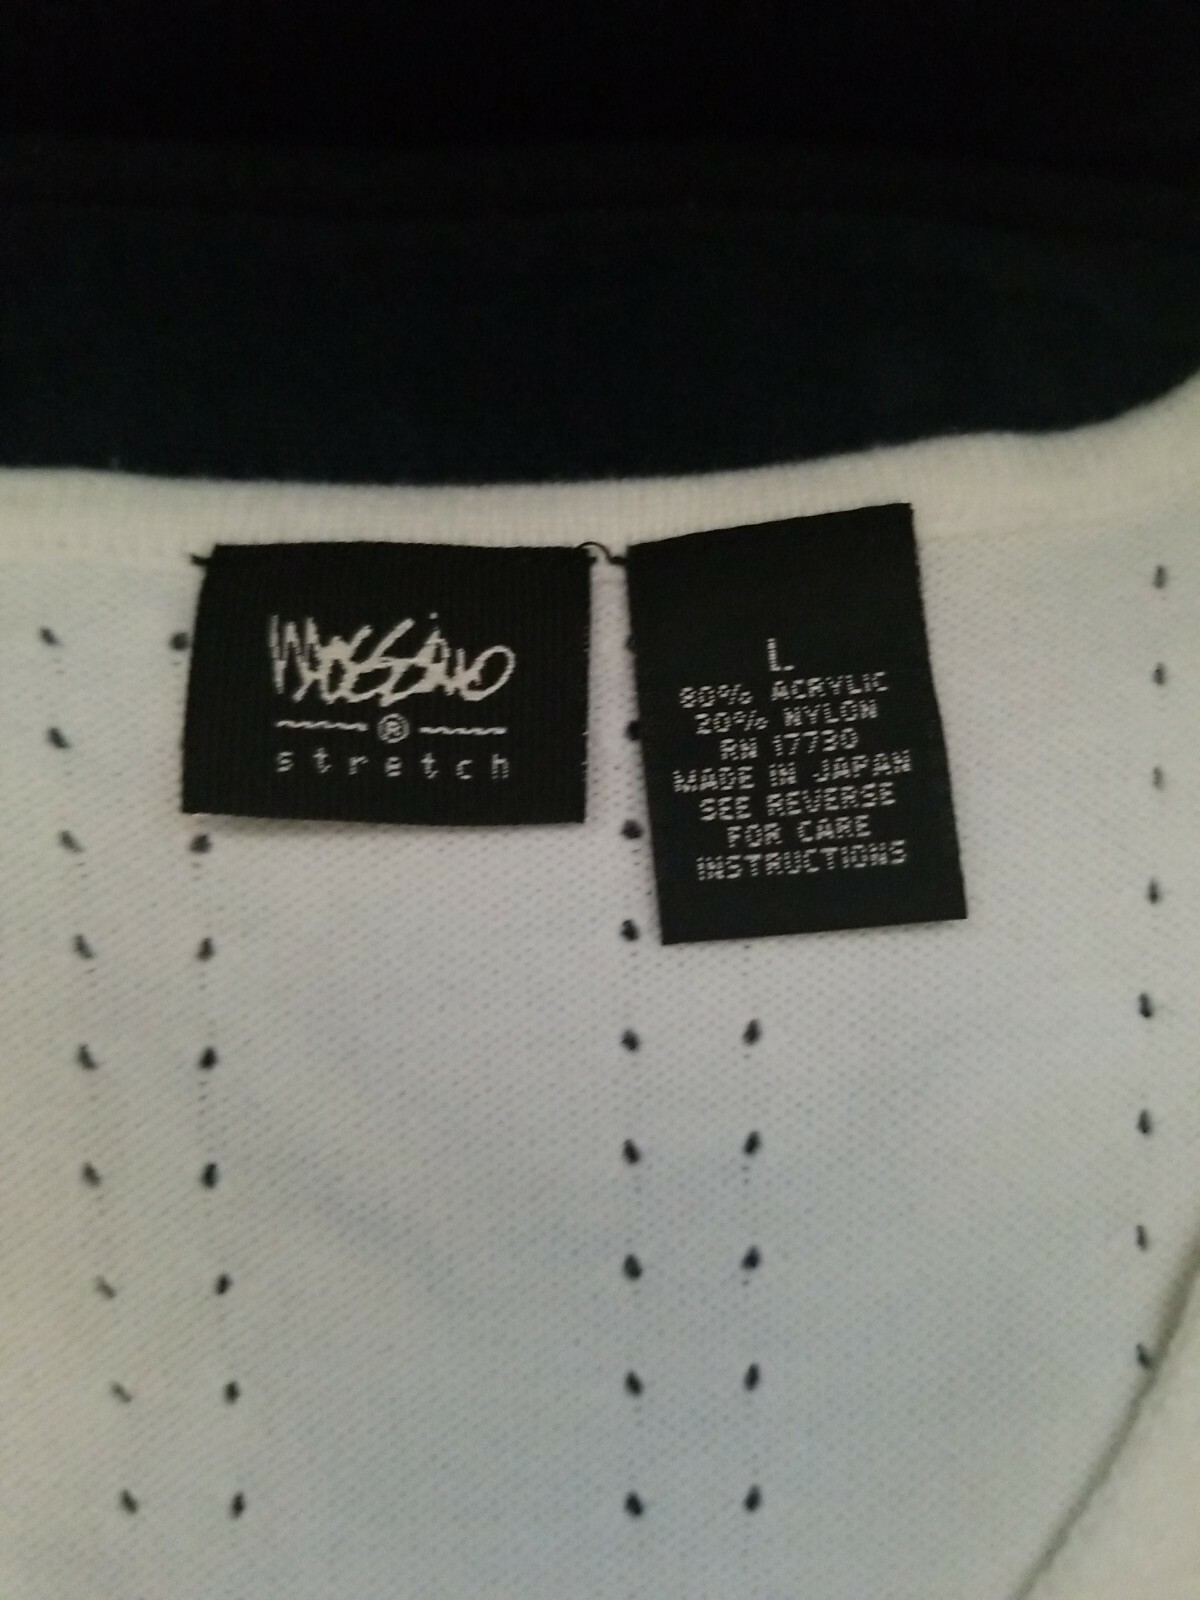 Mossimo
®
stretch
L
80% ACRYLIC
20% NYLON
RN 17730
MADE IN JAPAN
SEE REVERSE
FOR CARE
INSTRUCTIONS